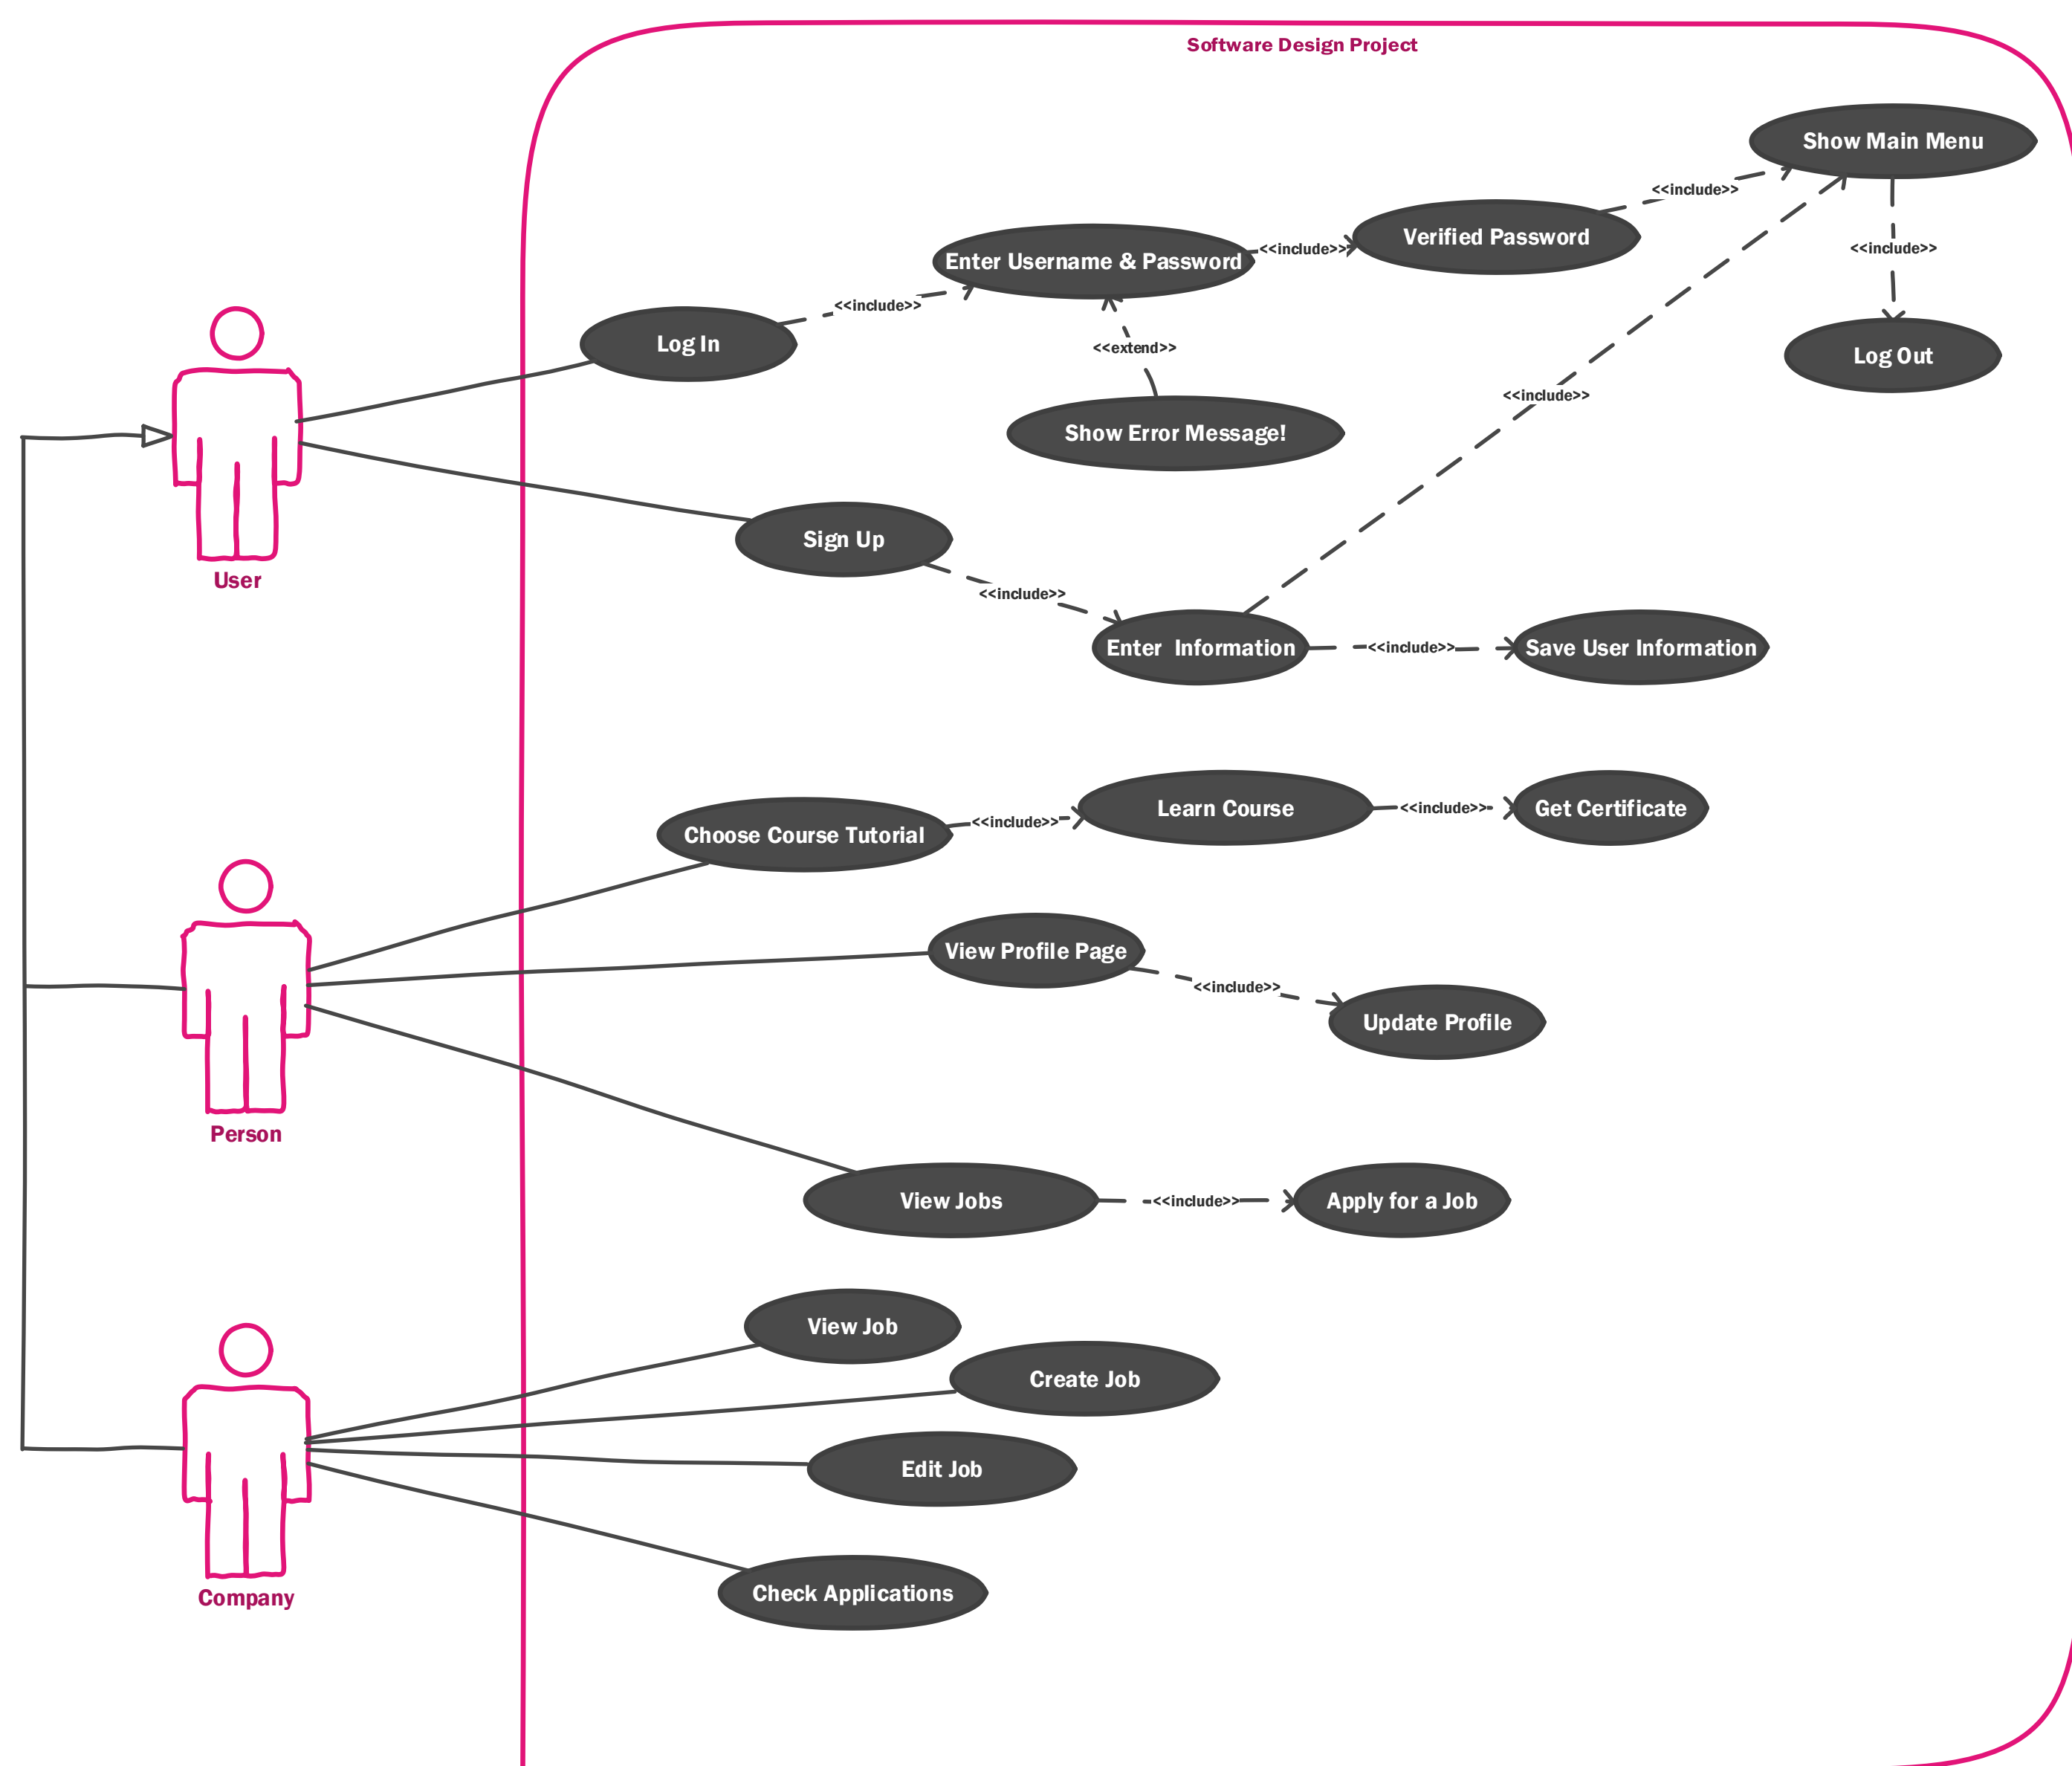 Software Design Project
Show Main Menu
<<include>>
Verified Password
<<include>>
<<include>>
Enter Username & Password
<<include>>
Log In
<<extend>>
Log Out
<<include>>
Show Error Message!
Sign Up
User
<<include>>
Enter  Information
<<include>>
Save User Information
Choose Course Tutorial
<<include>>
Learn Course
<<include>>
Get Certificate
View Profile Page
<<include>>
Update Profile
Person
View Jobs
<<include>>
Apply for a Job
View Job
Create Job
Edit Job
Check Applications
Company